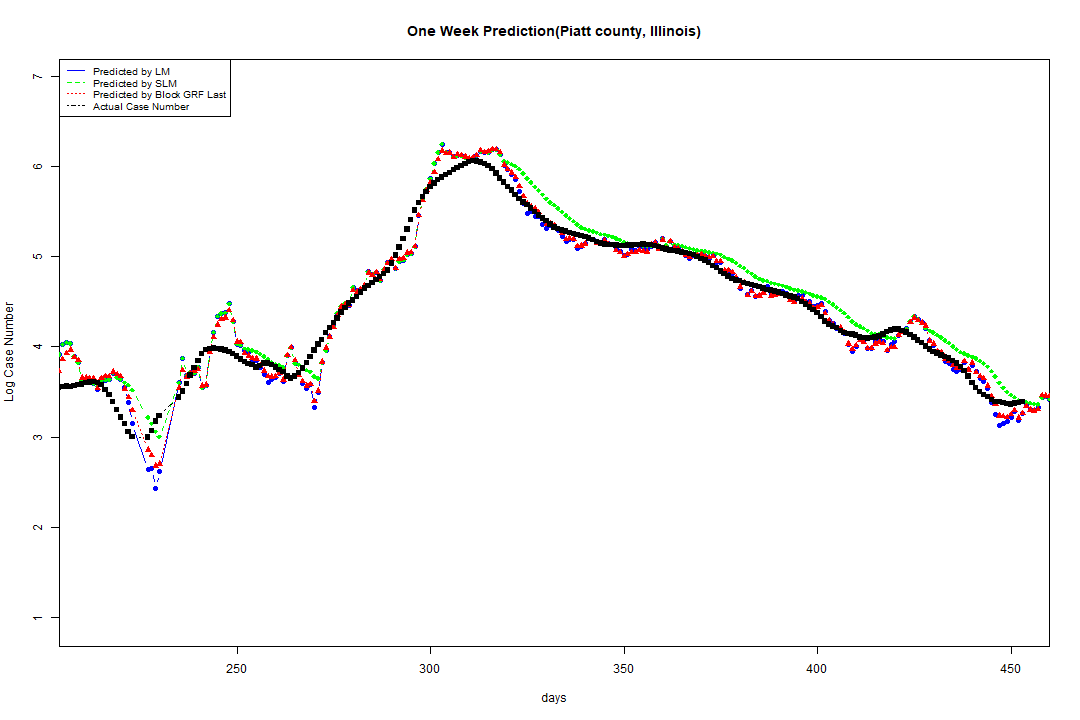 One Week Prediction(Piatt county, Illinois)
Predicted by LM
Predicted by SLM
Predicted by Block GRF Last
Actual Case Number
7
6
5
4
3
2
1
Log Case Number
250 300 350 400 450
days